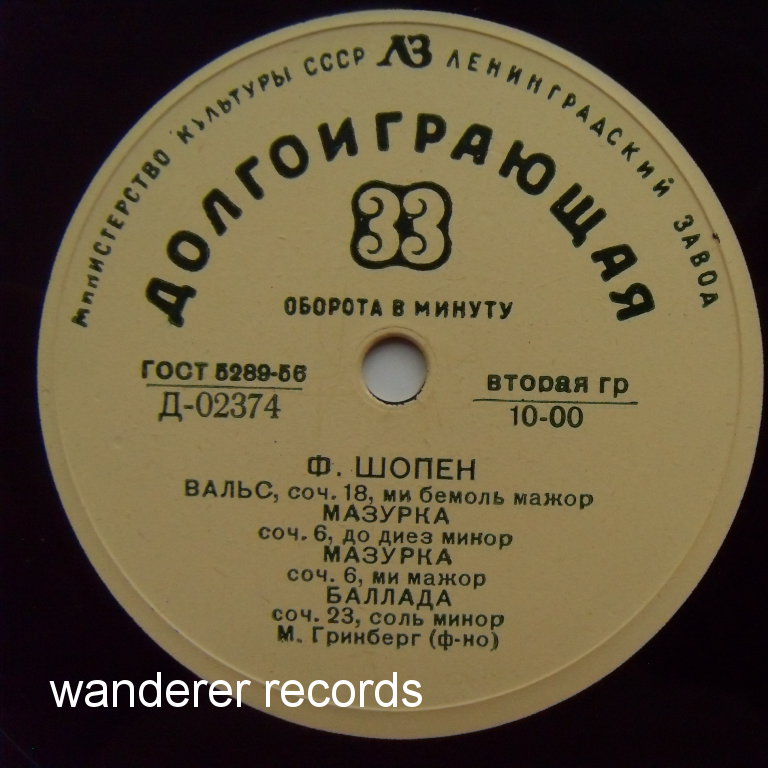 МИНИСТЕРСТВО КУЛЬТУРЫ СССР ЛЗ ЛЕНИНГРАДСКИЙ ЗАВОД
ДОЛГОИГРАЮЩАЯ
33
ОБОРОТА В МИНУТУ
ГОСТ 5289-56
Д-02374
вторая гр
10-00
Ф. ШОПЕН
ВАЛЬС, соч. 18, ми бемоль мажор
МАЗУРКА
соч. 6, до диез минор
МАЗУРКА
соч. 6, ми мажор
БАЛЛАДА
соч. 23, соль минор
М. Гринберг (ф-но)
wanderer records